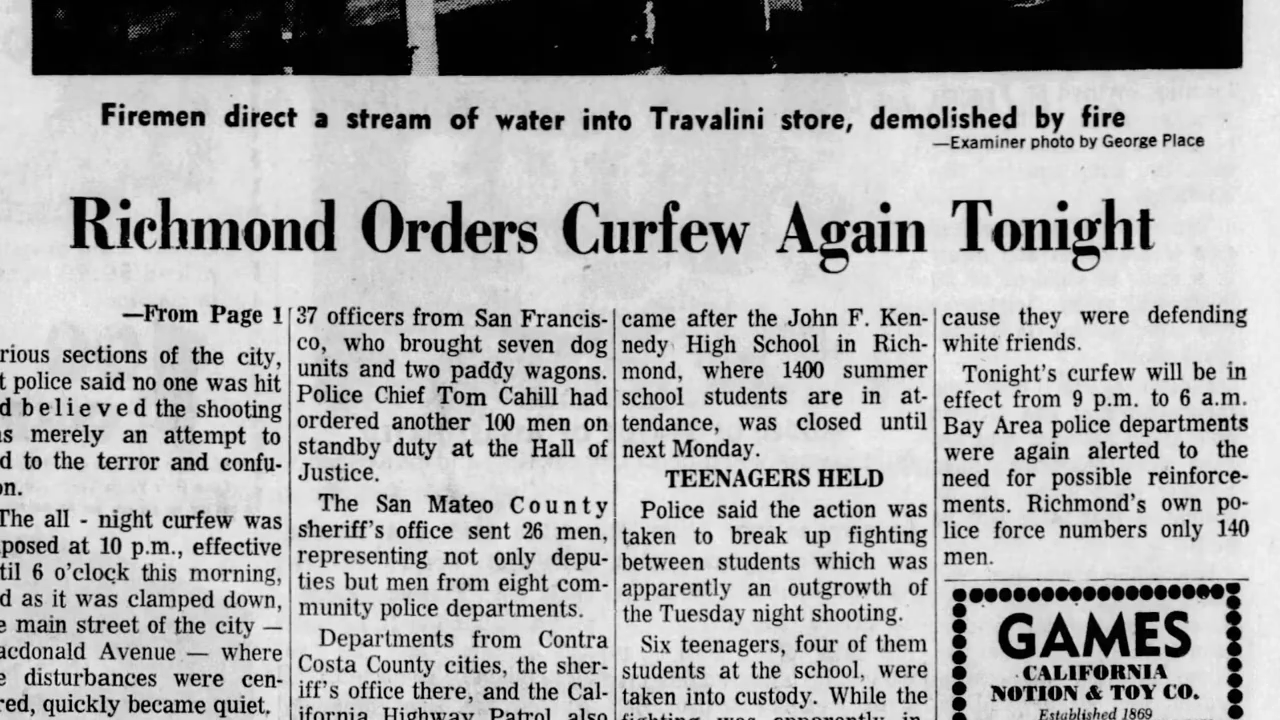 Firemen direct a stream of water into Travalini store, demolished by fire
—Examiner photo by George Place
Richmond Orders Curfew Again Tonight
—From Page 1
rious sections of the city,
t police said no one was hit
d believed the shooting
s merely an attempt to
d to the terror and confu-
on.
The all - night curfew was
posed at 10 p.m., effective
til 6 o'clock this morning,
d as it was clamped down,
e main street of the city —
acdonald Avenue — where
e disturbances were cen-
red, quickly became quiet.
37 officers from San Francis-
co, who brought seven dog
units and two paddy wagons.
Police Chief Tom Cahill had
ordered another 100 men on
standby duty at the Hall of
Justice.
The San Mateo County
sheriff's office sent 26 men,
representing not only depu-
ties but men from eight com-
munity police departments.
Departments from Contra
Costa County cities, the sher-
iff's office there, and the Cal-
ifornia Highway Patrol also
came after the John F. Ken-
nedy High School in Rich-
mond, where 1400 summer
school students are in at-
tendance, was closed until
next Monday.
TEENAGERS HELD
Police said the action was
taken to break up fighting
between students which was
apparently an outgrowth of
the Tuesday night shooting.
Six teenagers, four of them
students at the school, were
taken into custody. While the
fighting was apparently in-
cause they were defending
white friends.
Tonight's curfew will be in
effect from 9 p.m. to 6 a.m.
Bay Area police departments
were again alerted to the
need for possible reinforce-
ments. Richmond's own po-
lice force numbers only 140
men.
GAMES
CALIFORNIA
NOTION & TOY CO.
Established 1869